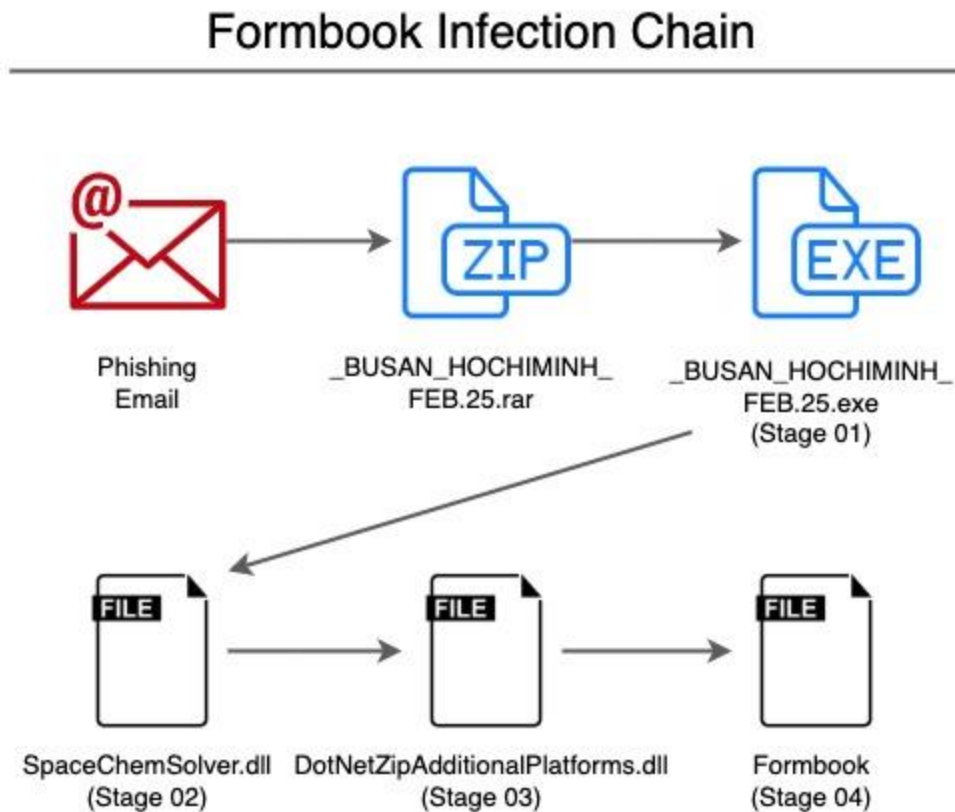 Formbook Infection Chain
@
ZIP
EXE
Phishing
Email
_BUSAN_HOCHIMINH_
FEB.25.rar
_BUSAN_HOCHIMINH_
FEB.25.exe
(Stage 01)
FILE
FILE
FILE
SpaceChemSolver.dll
(Stage 02)
DotNetZipAdditionalPlatforms.dll
(Stage 03)
Formbook
(Stage 04)